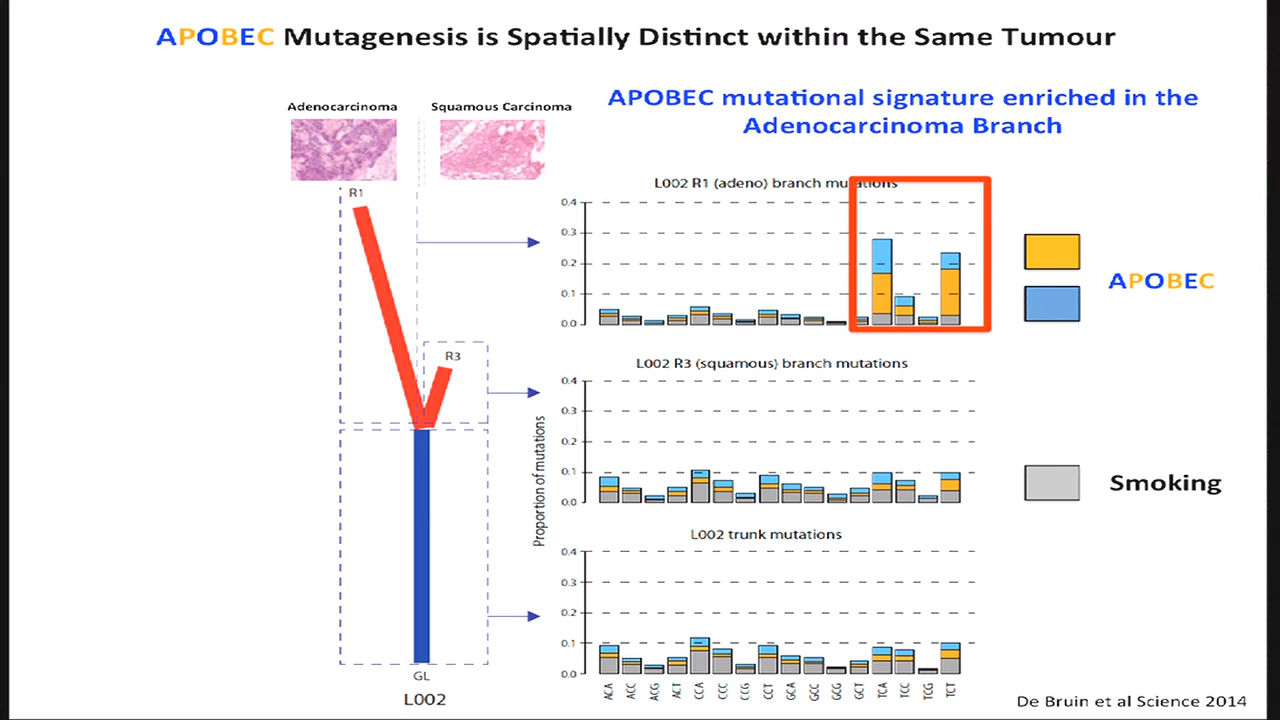 APOBEC Mutagenesis is Spatially Distinct within the Same Tumour
Adenocarcinoma
Squamous Carcinoma
APOBEC mutational signature enriched in the
Adenocarcinoma Branch
R1
R3
GL
L002
L002 R1 (adeno) branch mutations
0.4
0.3
0.2
0.1
0.0
L002 R3 (squamous) branch mutations
0.4
0.3
0.2
0.1
0.0
Proportion of mutations
L002 trunk mutations
0.4
0.3
0.2
0.1
0.0
ACA
ACC
ACG
ACT
CCA
CCC
CCG
CCT
GCA
GCC
GCG
GCT
TCA
TCC
TCG
TCT
APOBEC
Smoking
De Bruin et al Science 2014